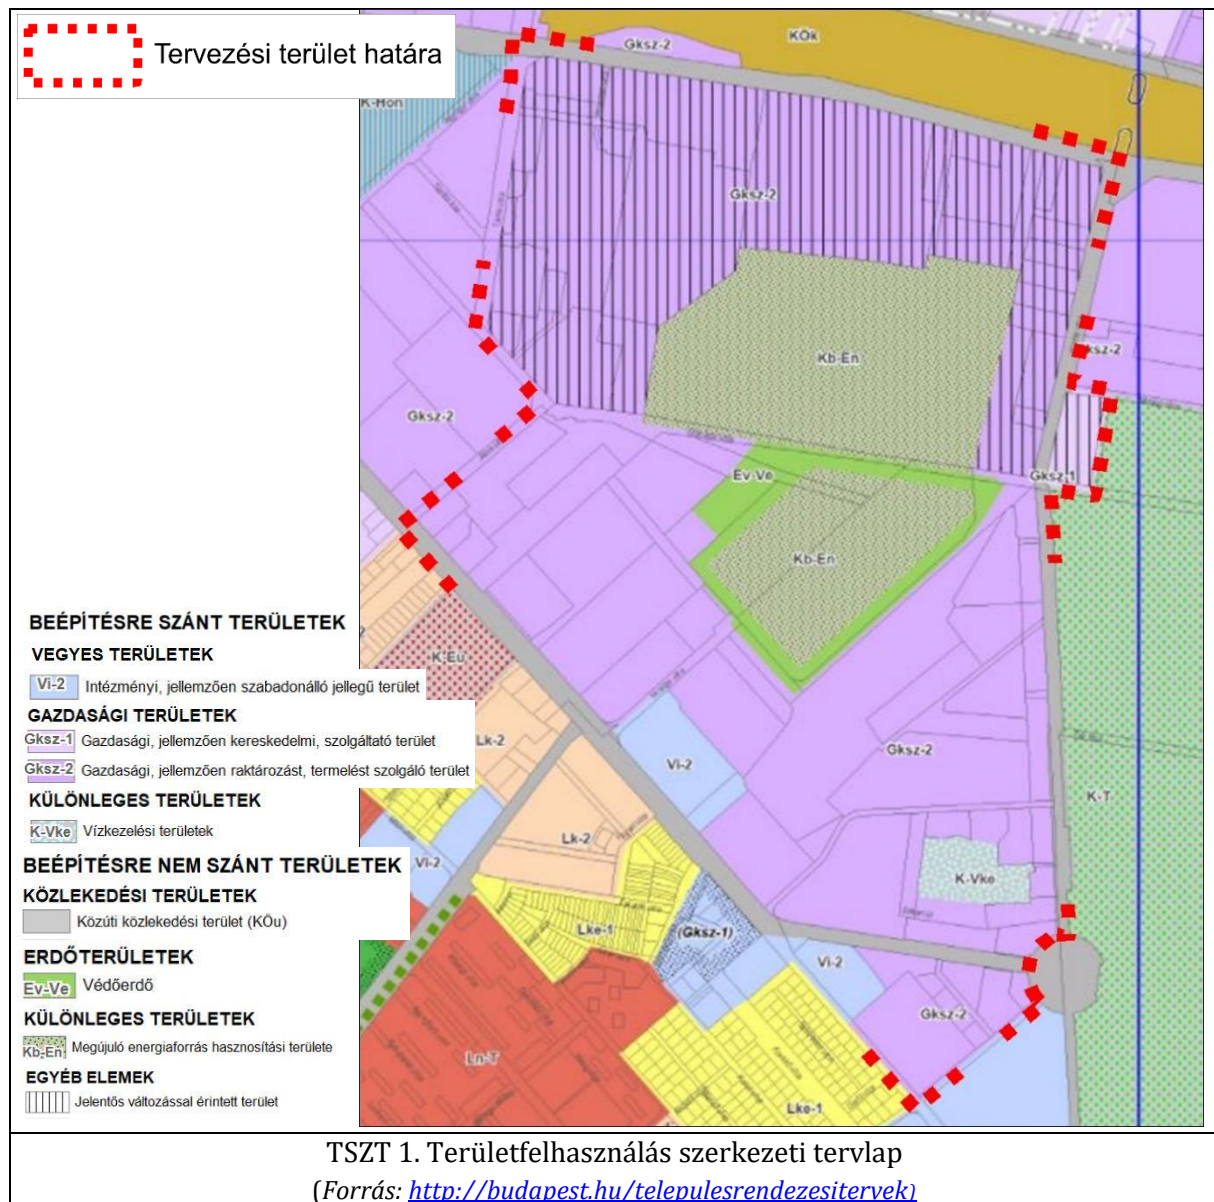 Tervezési terület határa
Gksz-2
KÖk
K-Hon
Gksz-2
Kb-En
Gksz-2
Gksz-2
Ev-Ve
Gksz-1
Kb-En
K-Eü
BEÉPÍTÉSRE SZÁNT TERÜLETEK
VEGYES TERÜLETEK
Vi-2 Intézményi, jellemzően szabadonálló jellegű terület
GAZDASÁGI TERÜLETEK
Gksz-1 Gazdasági, jellemzően kereskedelmi, szolgáltató terület
Gksz-2 Gazdasági, jellemzően raktározást, termelést szolgáló terület
KÜLÖNLEGES TERÜLETEK
K-Vke Vízkezelési területek
BEÉPÍTÉSRE NEM SZÁNT TERÜLETEK
KÖZLEKEDÉSI TERÜLETEK
Közúti közlekedési terület (KÖu)
ERDŐTERÜLETEK
Ev-Ve Védőerdő
KÜLÖNLEGES TERÜLETEK
Kb-En Megújuló energiaforrás hasznosítási területe
EGYÉB ELEMEK
Jelentős változással érintett terület
Lk-2
Vi-2
Gksz-2
K-T
Lk-2
Vi-2
K-Vke
Lke-1
(Gksz-1)
Vi-2
Gksz-2
Ln-T
Lke-1
TSZT 1. Területfelhasználás szerkezeti tervlap
(Forrás: http://budapest.hu/telepulesrendezesitervek)